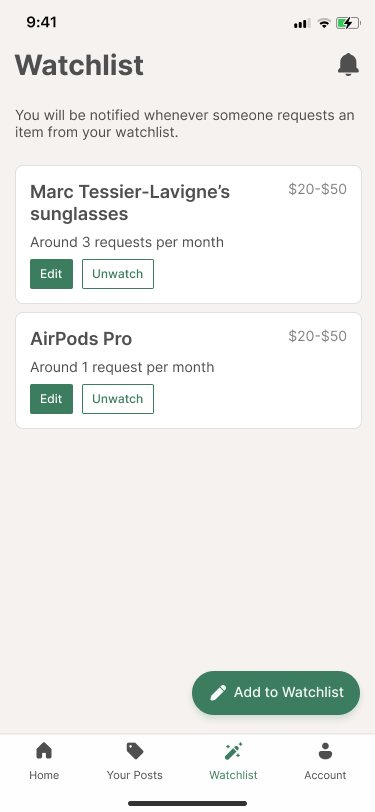 9:41
Watchlist
You will be notified whenever someone requests an
item from your watchlist.
Marc Tessier-Lavigne’s
sunglasses
$20-$50
Around 3 requests per month
Edit
Unwatch
AirPods Pro
$20-$50
Around 1 request per month
Edit
Unwatch
Add to Watchlist
Home
Your Posts
Watchlist
Account